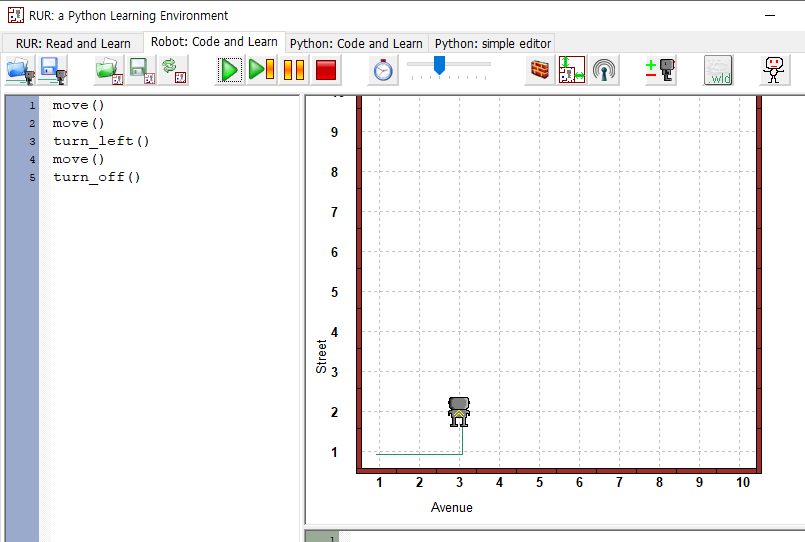 RUR: a Python Learning Environment
RUR: Read and Learn Robot: Code and Learn Python: Code and Learn Python: simple editor
.wld
1 move()
2 move()
3 turn_left()
4 move()
5 turn_off()
10
9
8
7
6
5
4
Street
3
2
1
1 2 3 4 5 6 7 8 9 10
Avenue
1